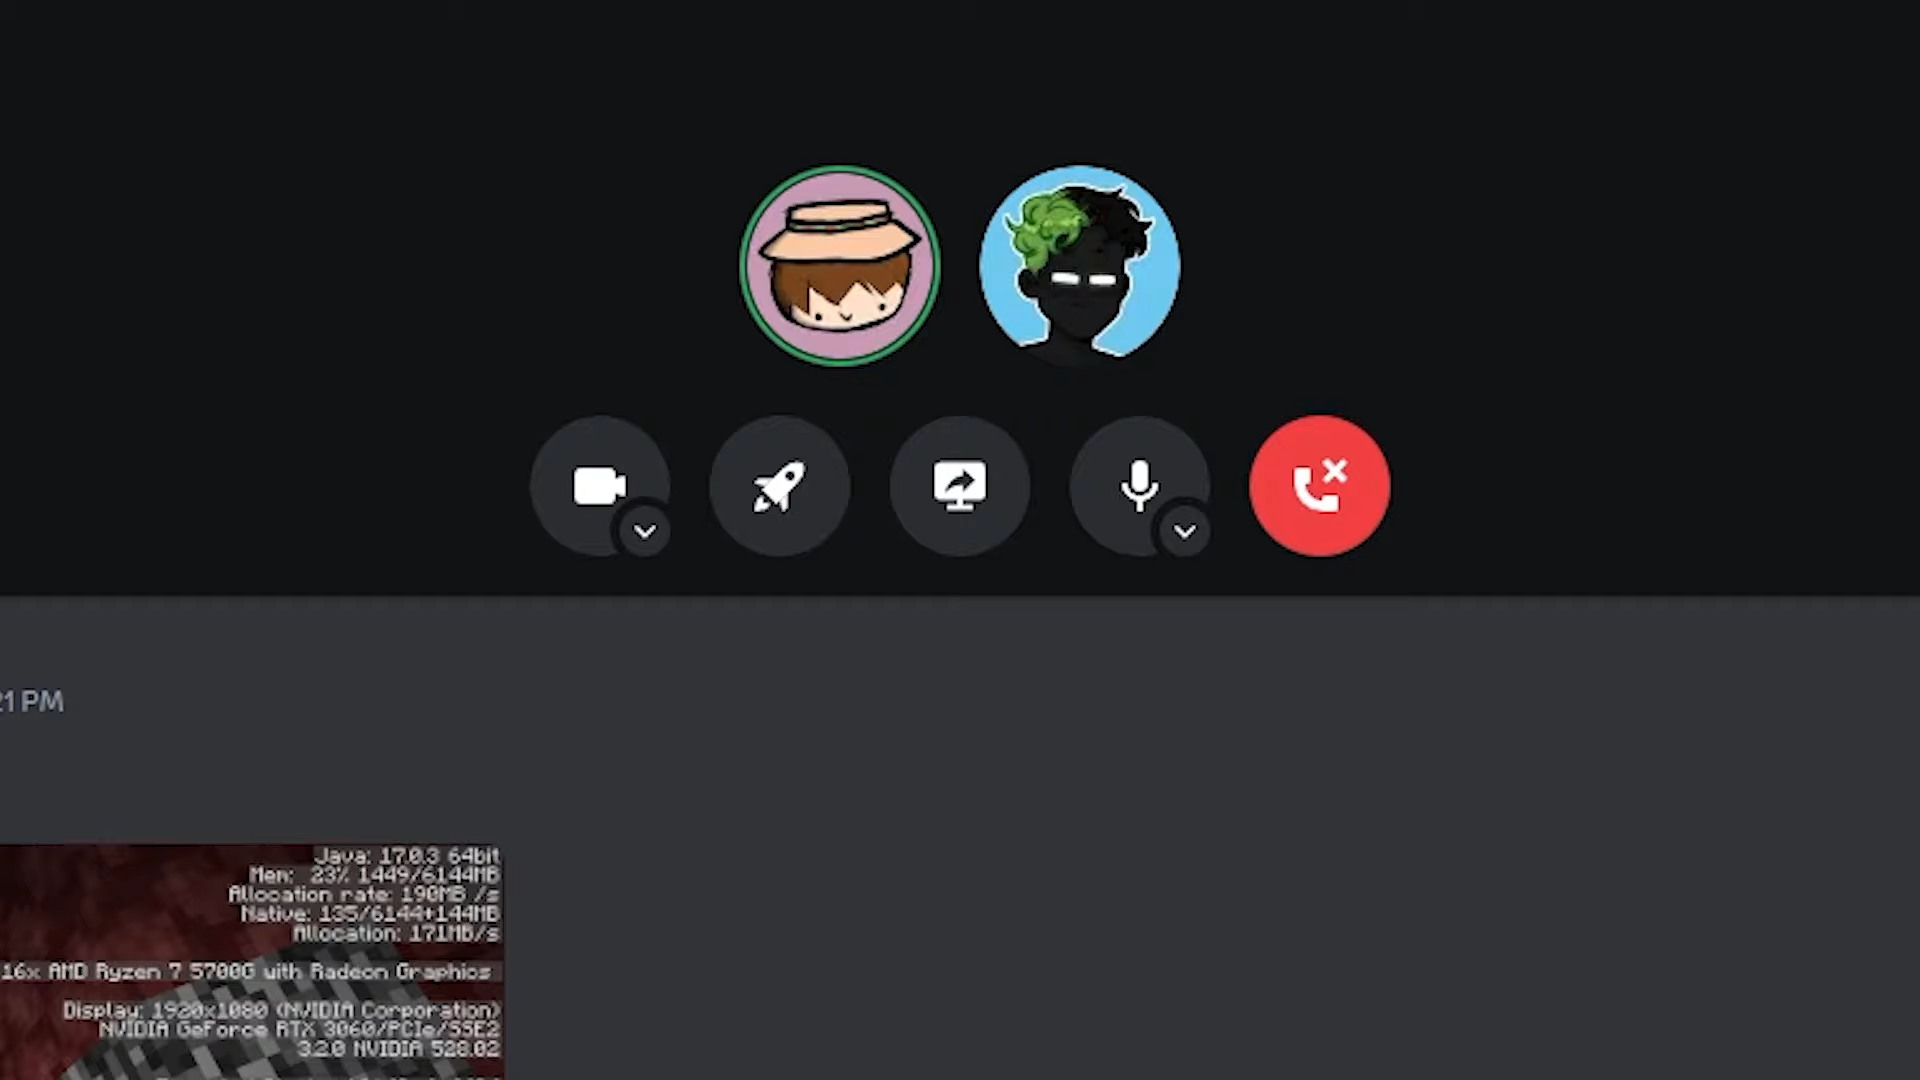 21 PM
Java: 17.0.3 64bit
Mem: 23% 1449/6144MB
Allocation rate: 190MB /s
Native: 135/6144+144MB
Allocation: 171MB/s
16x AMD Ryzen 7 5700G with Radeon Graphics
Display: 1920x1080 (NVIDIA Corporation)
NVIDIA GeForce RTX 3060/PCIe/SSE2
3.2.0 NVIDIA 528.02